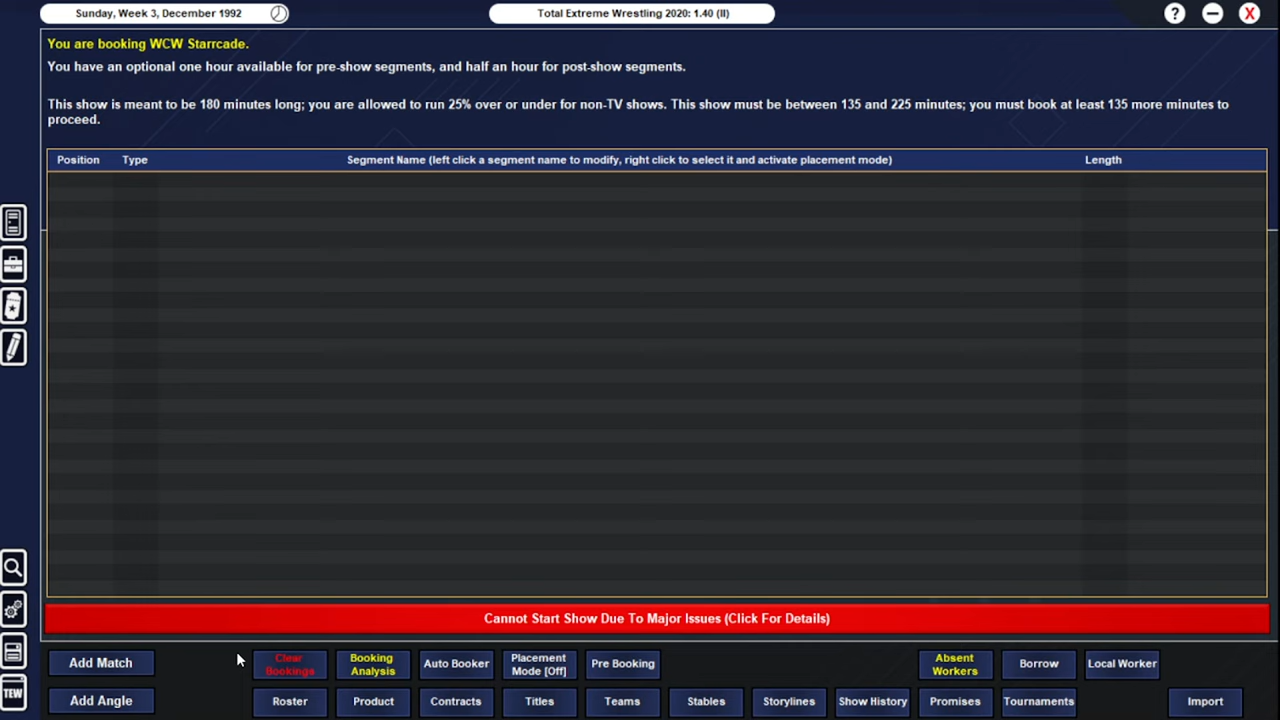 Sunday, Week 3, December 1992
Total Extreme Wrestling 2020: 1.40 (II)
?
X
You are booking WCW Starrcade.
You have an optional one hour available for pre-show segments, and half an hour for post-show segments.
This show is meant to be 180 minutes long; you are allowed to run 25% over or under for non-TV shows. This show must be between 135 and 225 minutes; you must book at least 135 more minutes to
proceed.
Position Type Segment Name (left click a segment name to modify, right click to select it and activate placement mode) Length
Cannot Start Show Due To Major Issues (Click For Details)
Add Match
Clear
Bookings
Booking
Analysis
Auto Booker
Placement
Mode [Off]
Pre Booking
Absent
Workers
Borrow
Local Worker
TEW
Add Angle
Roster
Product
Contracts
Titles
Teams
Stables
Storylines
Show History
Promises
Tournaments
Import